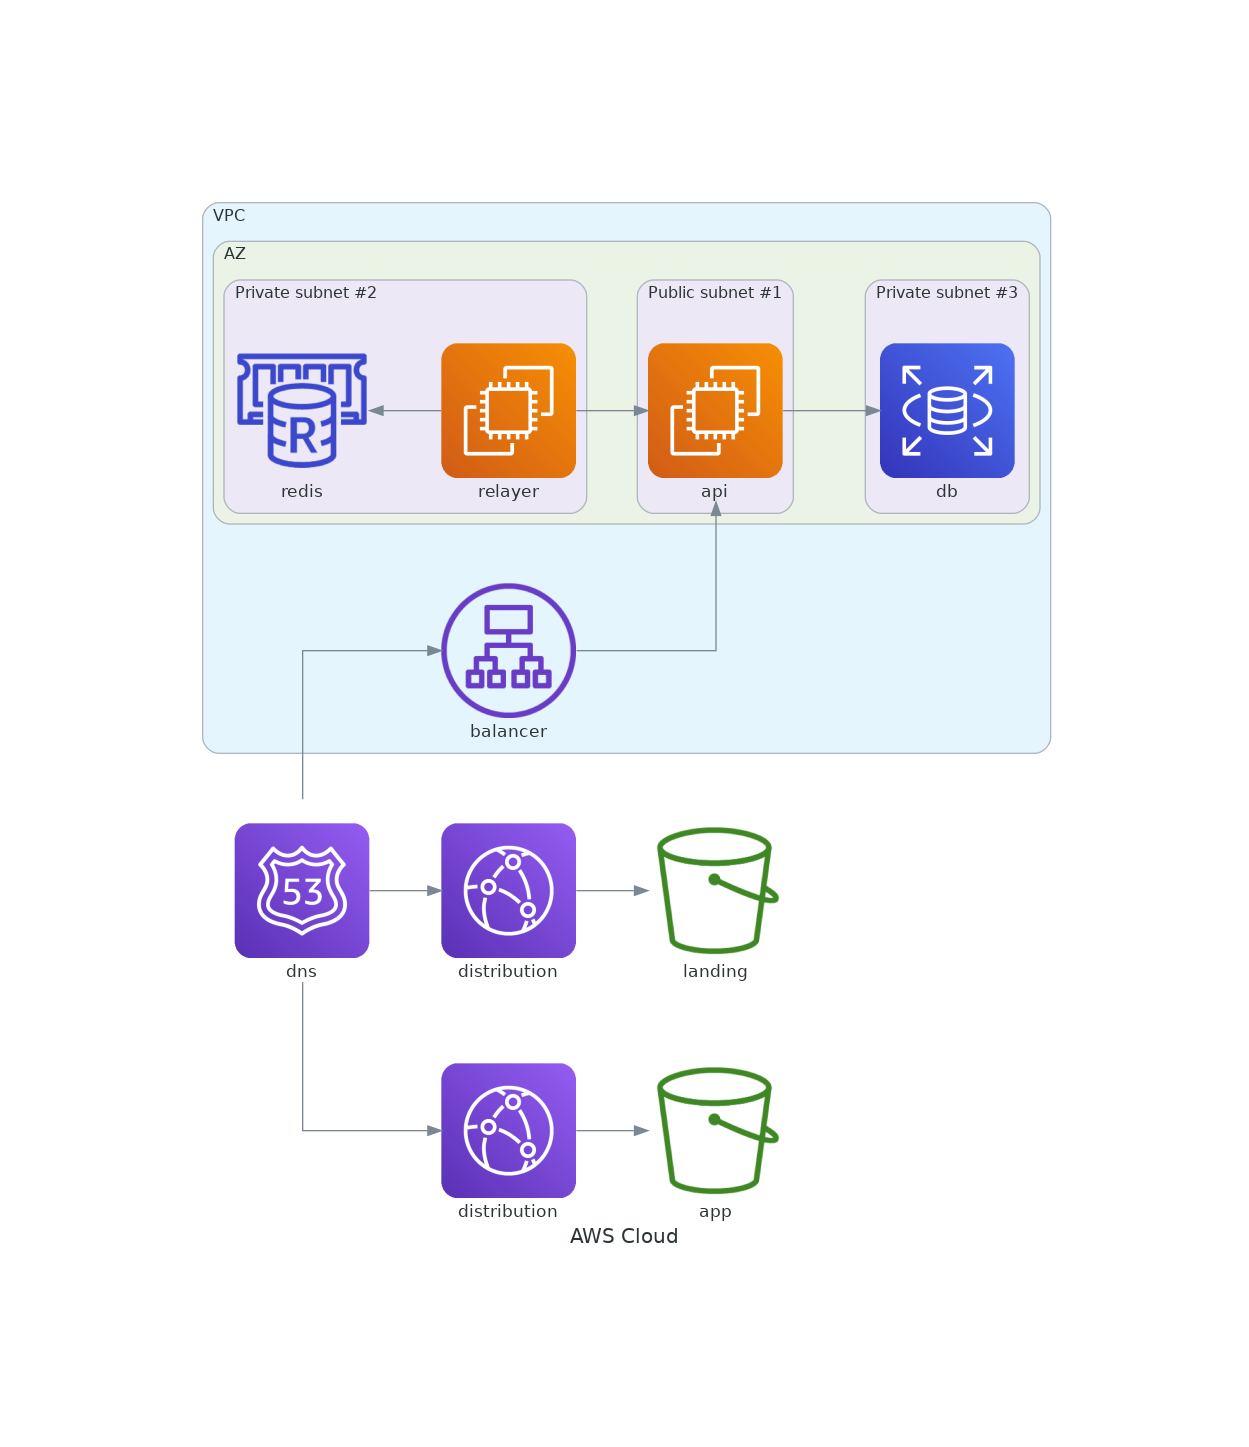 VPC
AZ
Private subnet #2
Public subnet #1
Private subnet #3
R
redis
relayer
api
db
balancer
53
dns
distribution
landing
distribution
app
AWS Cloud